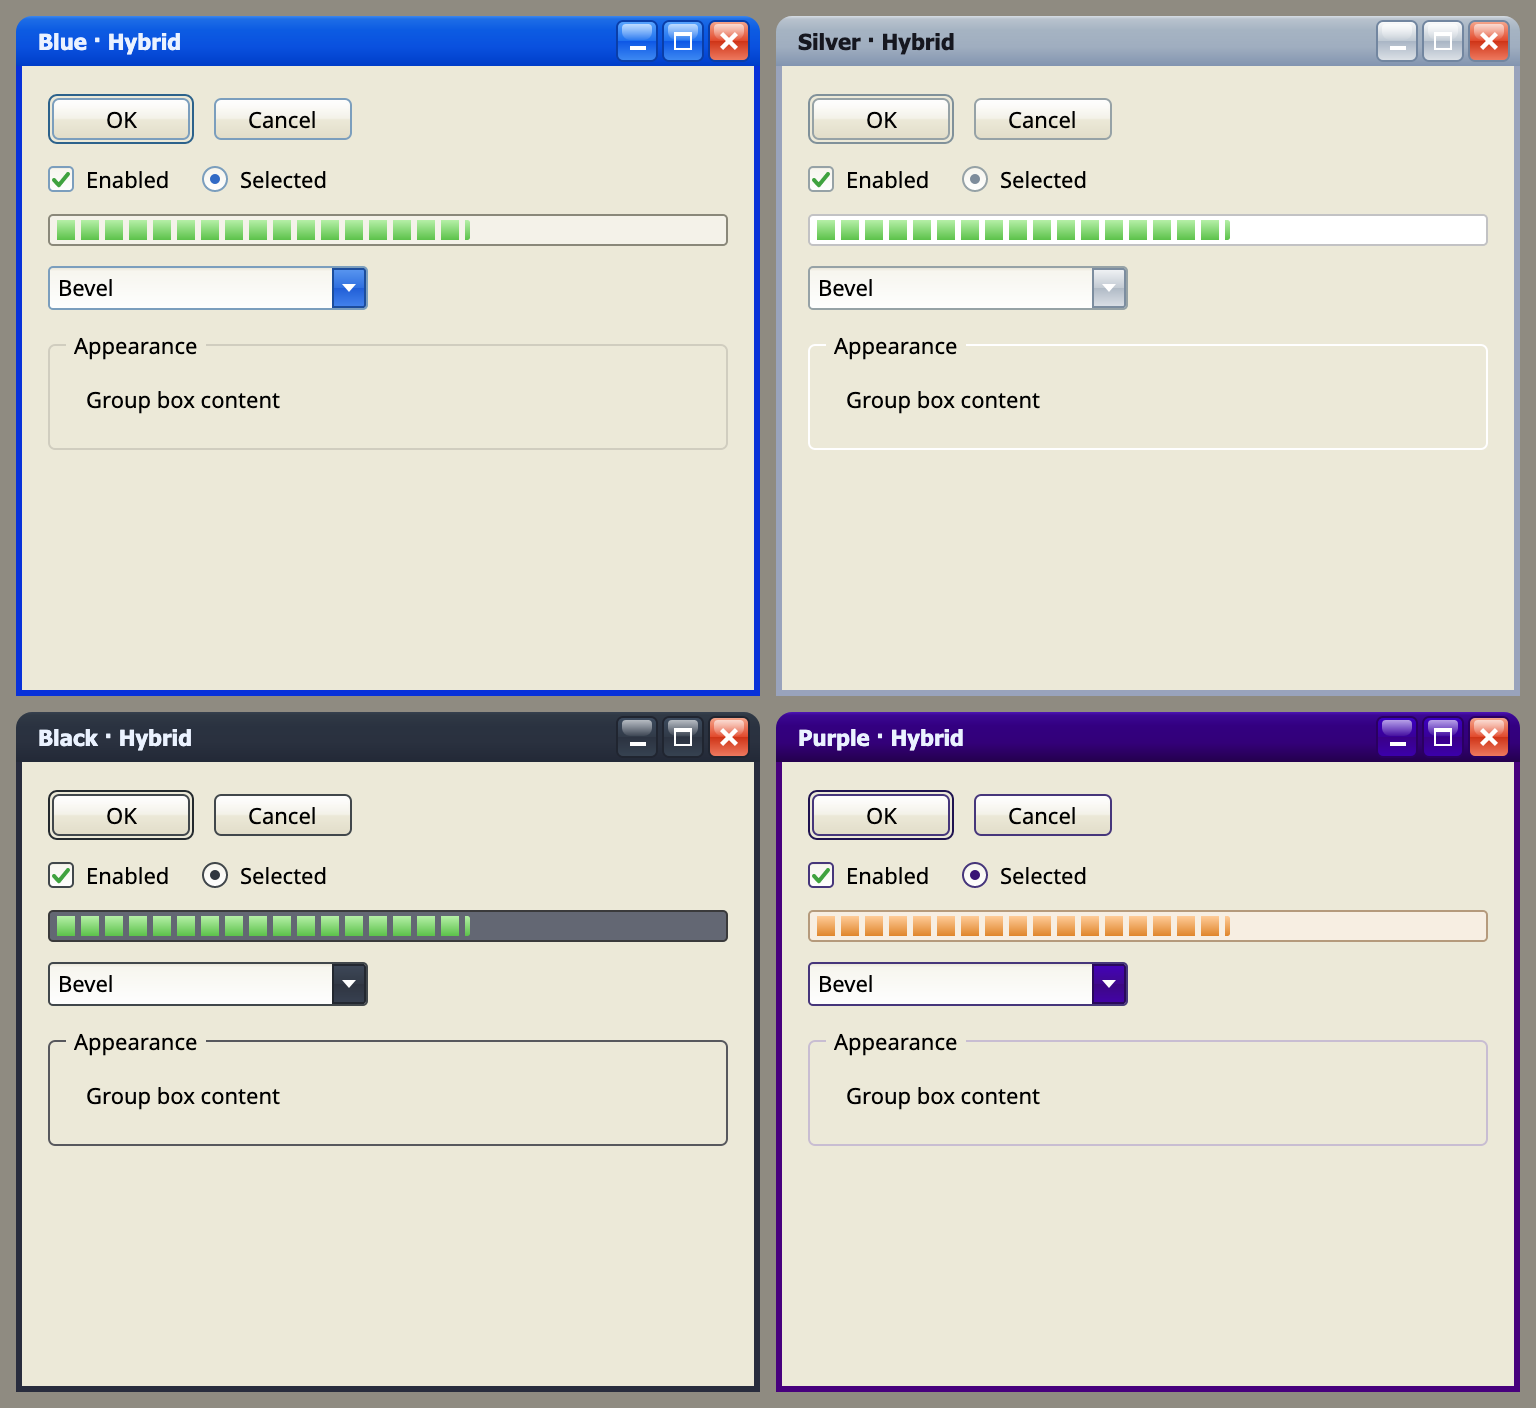 Blue · Hybrid
OK Cancel
Enabled Selected
Bevel
Appearance
Group box content
Silver · Hybrid
OK Cancel
Enabled Selected
Bevel
Appearance
Group box content
Black · Hybrid
OK Cancel
Enabled Selected
Bevel
Appearance
Group box content
Purple · Hybrid
OK Cancel
Enabled Selected
Bevel
Appearance
Group box content